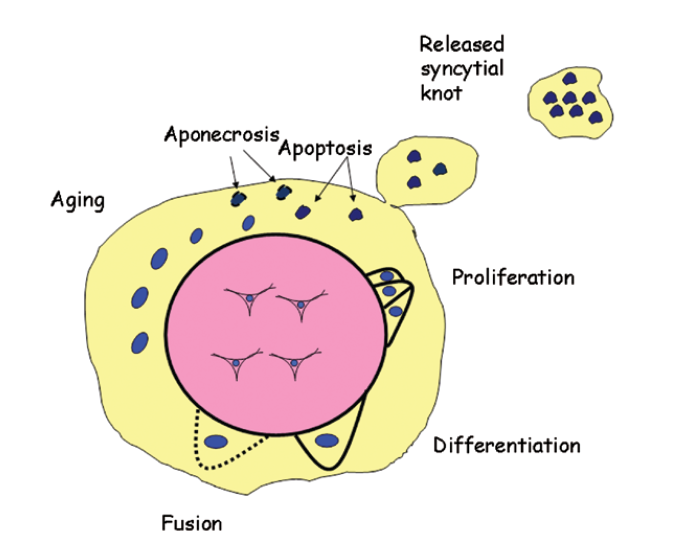 Released
syncytial
knot
Aponecrosis
Apoptosis
Aging
Proliferation
Differentiation
Fusion